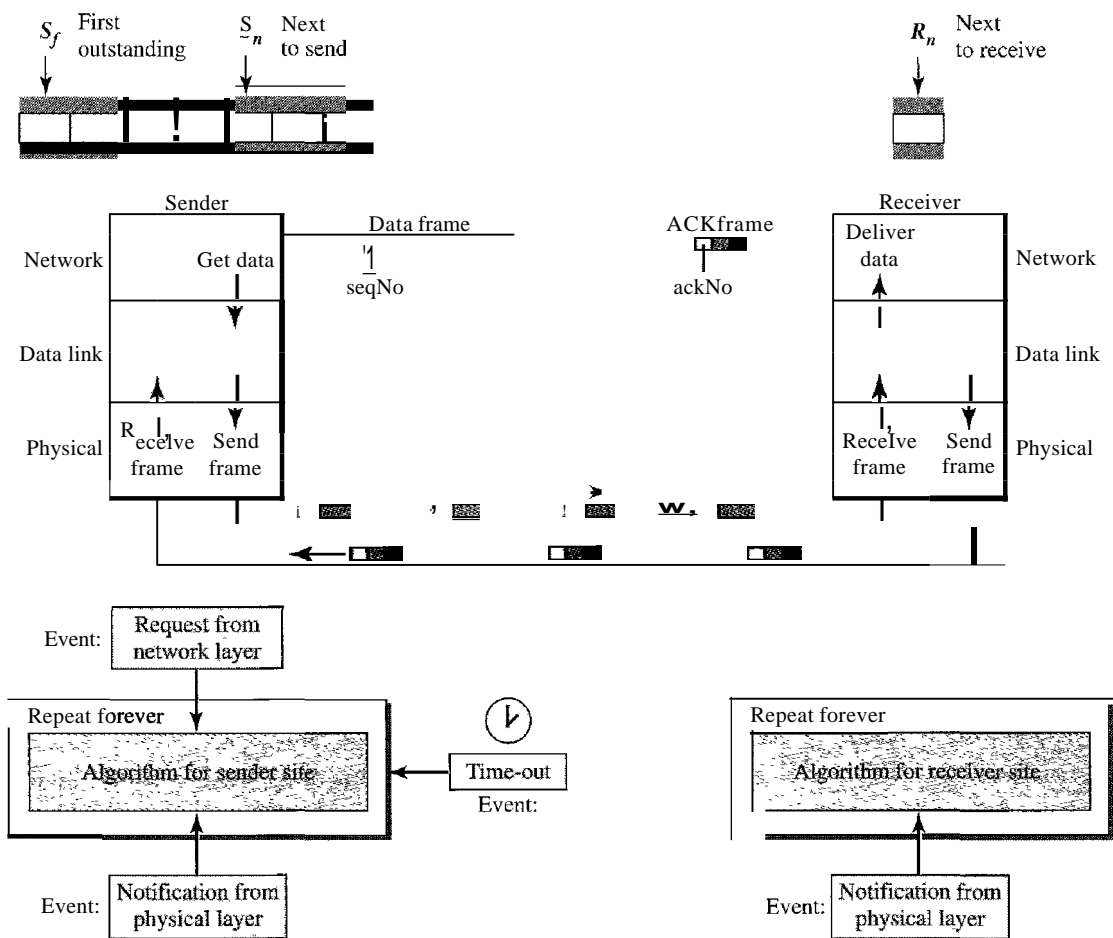 S_f First outstanding
S_n Next to send
R_n Next to receive
Sender
Receiver
Data frame
ACKframe
seqNo
ackNo
Network
Get data
Deliver data
Network
Data link
Data link
Physical
Receive frame
Send frame
ReceIve frame
Send frame
Physical
Event:
Request from network layer
Repeat forever
Algorithm for sender site
Time-out
Event:
Repeat forever
Algorithm for receiver site
Event:
Notification from physical layer
Event:
Notification from physical layer